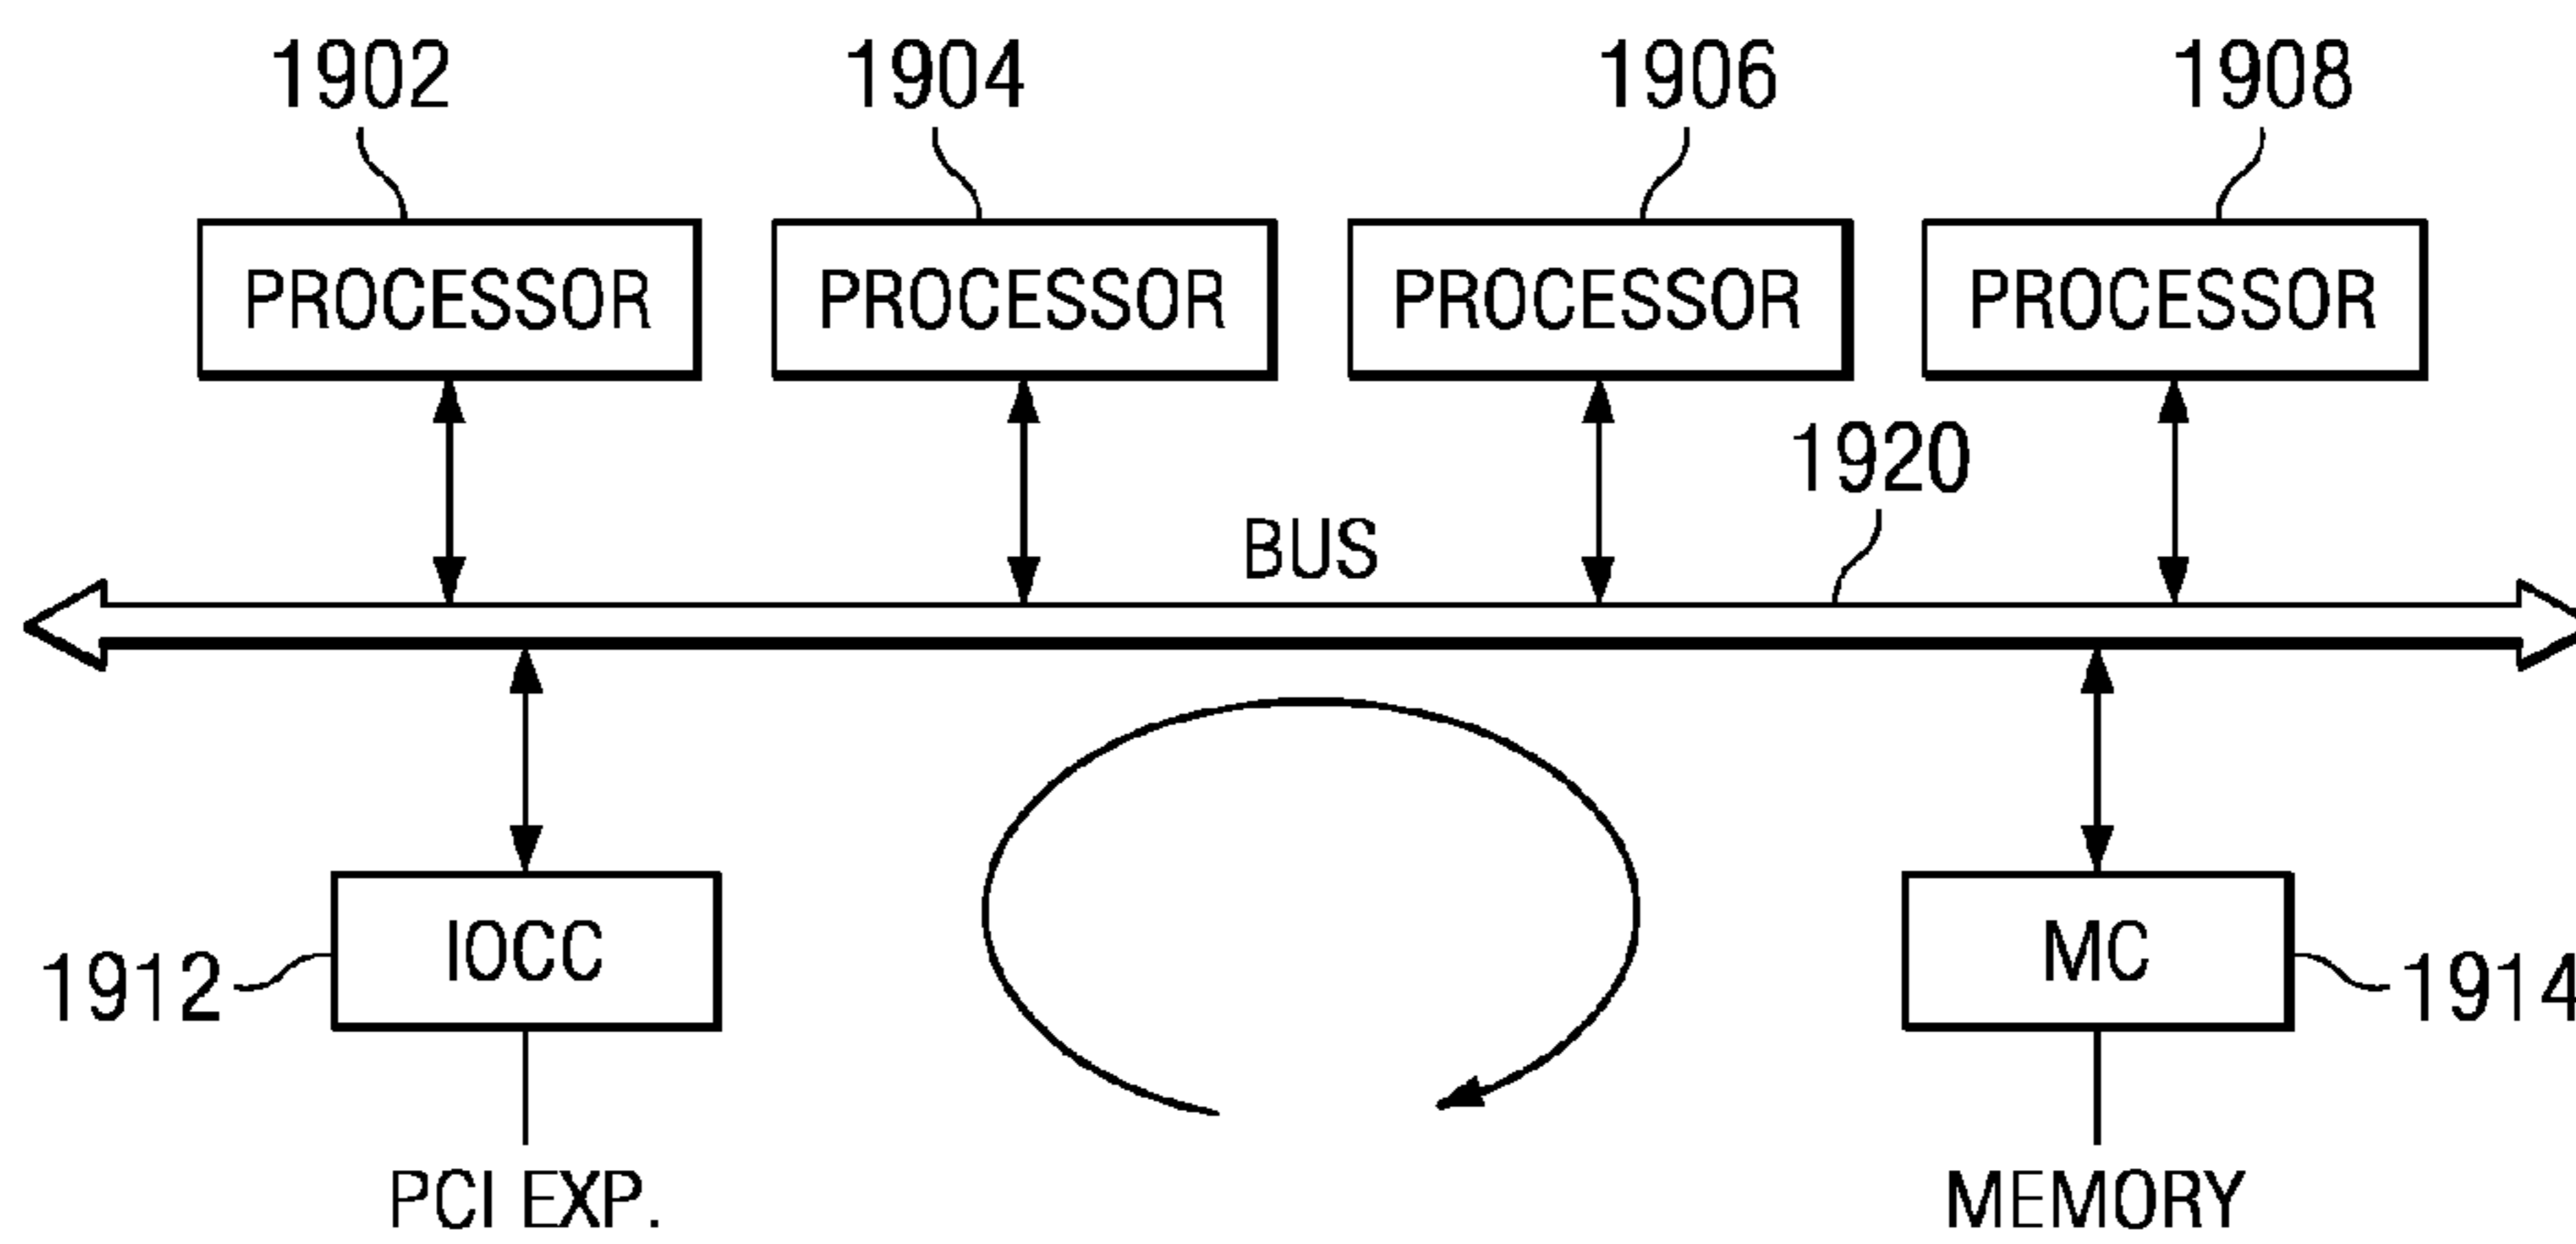 1902 1904 1906 1908
PROCESSOR PROCESSOR PROCESSOR PROCESSOR
1920
BUS
1912 IOCC MC 1914
PCI EXP. MEMORY